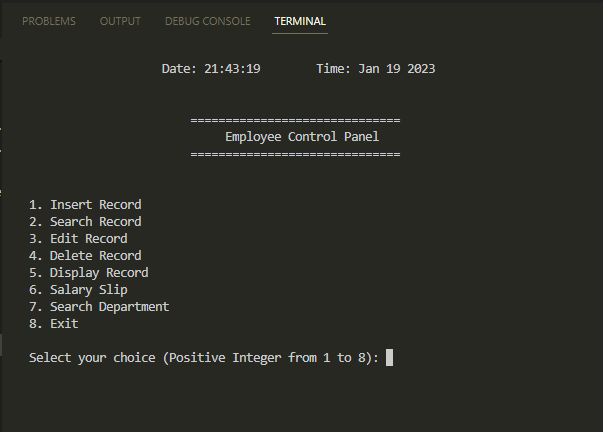 PROBLEMS OUTPUT DEBUG CONSOLE TERMINAL
Date: 21:43:19 Time: Jan 19 2023
==============================
Employee Control Panel
==============================
1. Insert Record
2. Search Record
3. Edit Record
4. Delete Record
5. Display Record
6. Salary Slip
7. Search Department
8. Exit
Select your choice (Positive Integer from 1 to 8):